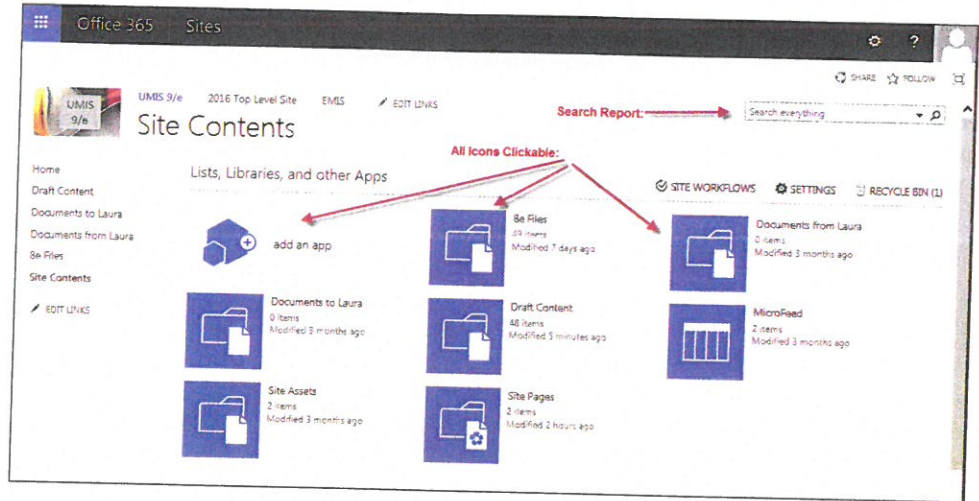 Office 365 Sites
?
SHARE FOLLOW
UMIS 9/e
UMIS 9/e 2016 Top Level Site EMIS EDIT LINKS
Site Contents
Search Report:
Search everything
All Icons Clickable:
Home
Draft Content
Documents to Laura
Documents from Laura
8e Files
Site Contents
EDIT LINKS
Lists, Libraries, and other Apps
SITE WORKFLOWS SETTINGS RECYCLE BIN (1)
add an app
8e Files
49 items
Modified 7 days ago
Documents from Laura
0 items
Modified 3 months ago
Documents to Laura
0 items
Modified 3 months ago
Draft Content
48 items
Modified 5 minutes ago
MicroFeed
2 items
Modified 3 months ago
Site Assets
2 items
Modified 3 months ago
Site Pages
2 items
Modified 2 hours ago